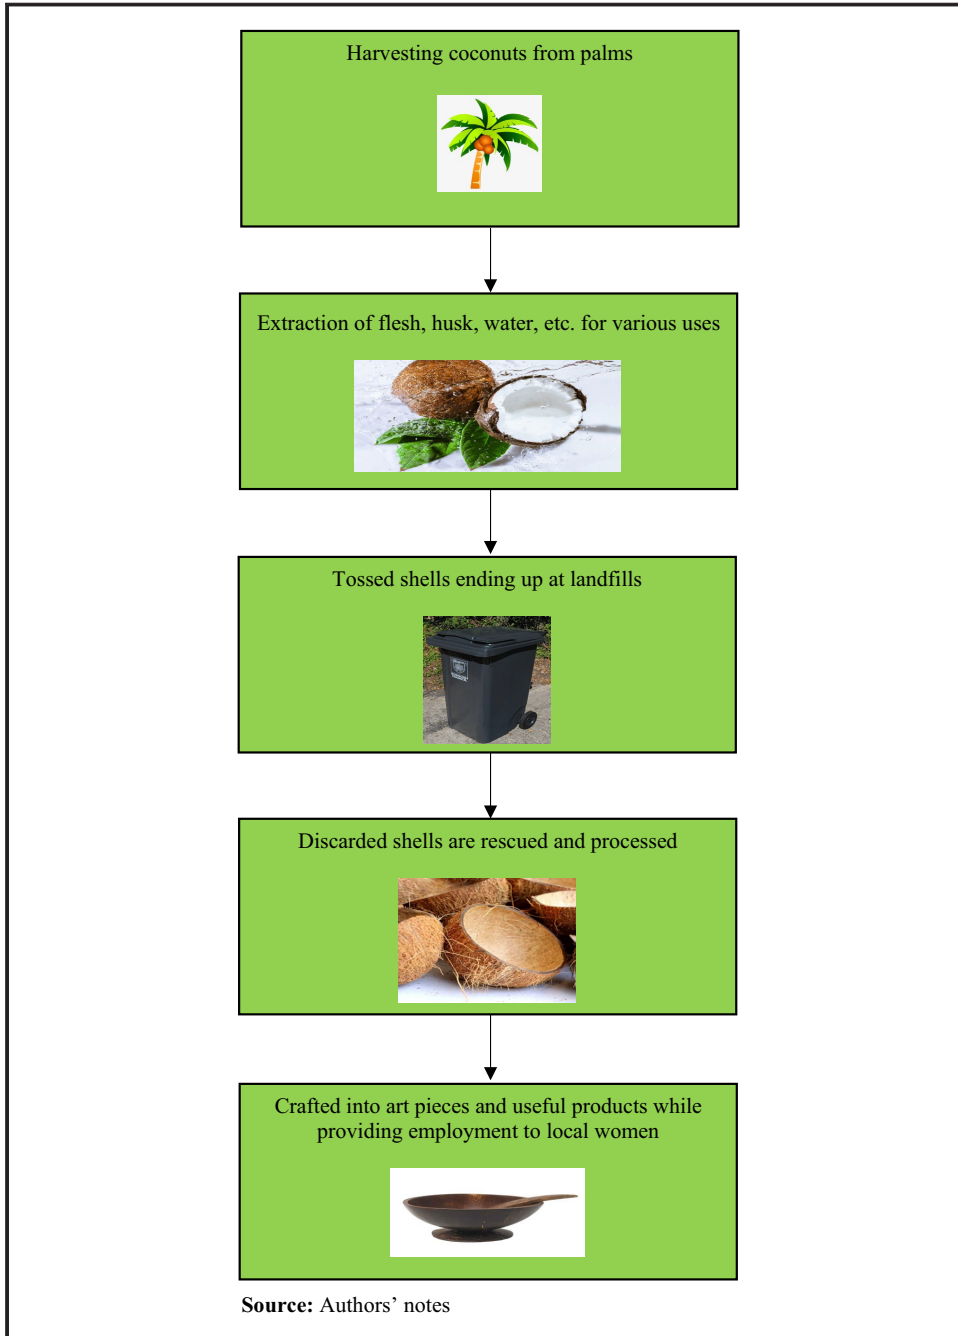 Harvesting coconuts from palms
Extraction of flesh, husk, water, etc. for various uses
Tossed shells ending up at landfills
Discarded shells are rescued and processed
Crafted into art pieces and useful products while
providing employment to local women
Source: Authors’ notes